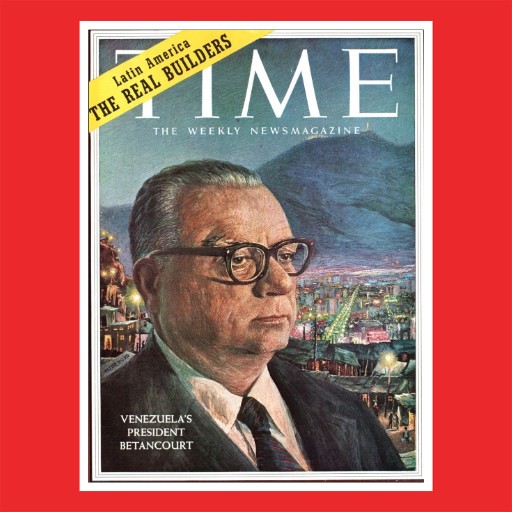 Latin America
THE REAL BUILDERS
TIME
THE WEEKLY NEWSMAGAZINE
VENEZUELA'S
PRESIDENT
BETANCOURT